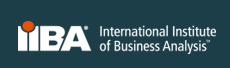 iiBA International Institute
of Business Analysis™